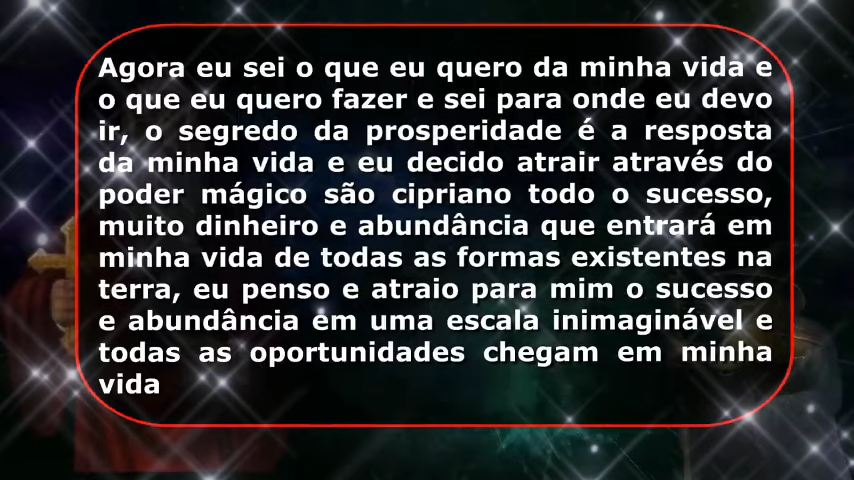 Agora eu sei o que eu quero da minha vida e
o que eu quero fazer e sei para onde eu devo
ir, o segredo da prosperidade é a resposta
da minha vida e eu decido atrair através do
poder mágico são cipriano todo o sucesso,
muito dinheiro e abundância que entrará em
minha vida de todas as formas existentes na
terra, eu penso e atraio para mim o sucesso
e abundância em uma escala inimaginável e
todas as oportunidades chegam em minha
vida